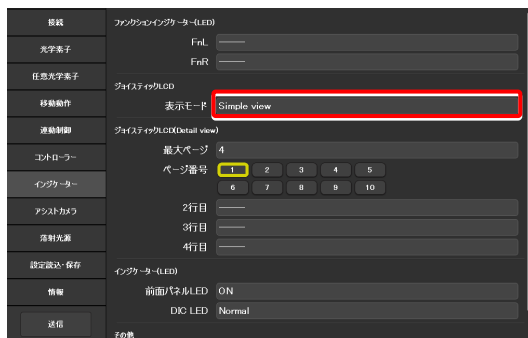 接続
光学素子
任意光学素子
移動動作
連動制御
コントローラー
インジケーター
アシストカメラ
落射光源
設定読込・保存
情報
送信
ファンクションインジケーター(LED)
FnL ――
FnR ――
ジョイスティックLCD
表示モード Simple view
ジョイスティックLCD(Detail view)
最大ページ 4
ページ番号 1 2 3 4 5
6 7 8 9 10
2行目 ――
3行目 ――
4行目 ――
インジケーター(LED)
前面パネルLED ON
DIC LED Normal
その他